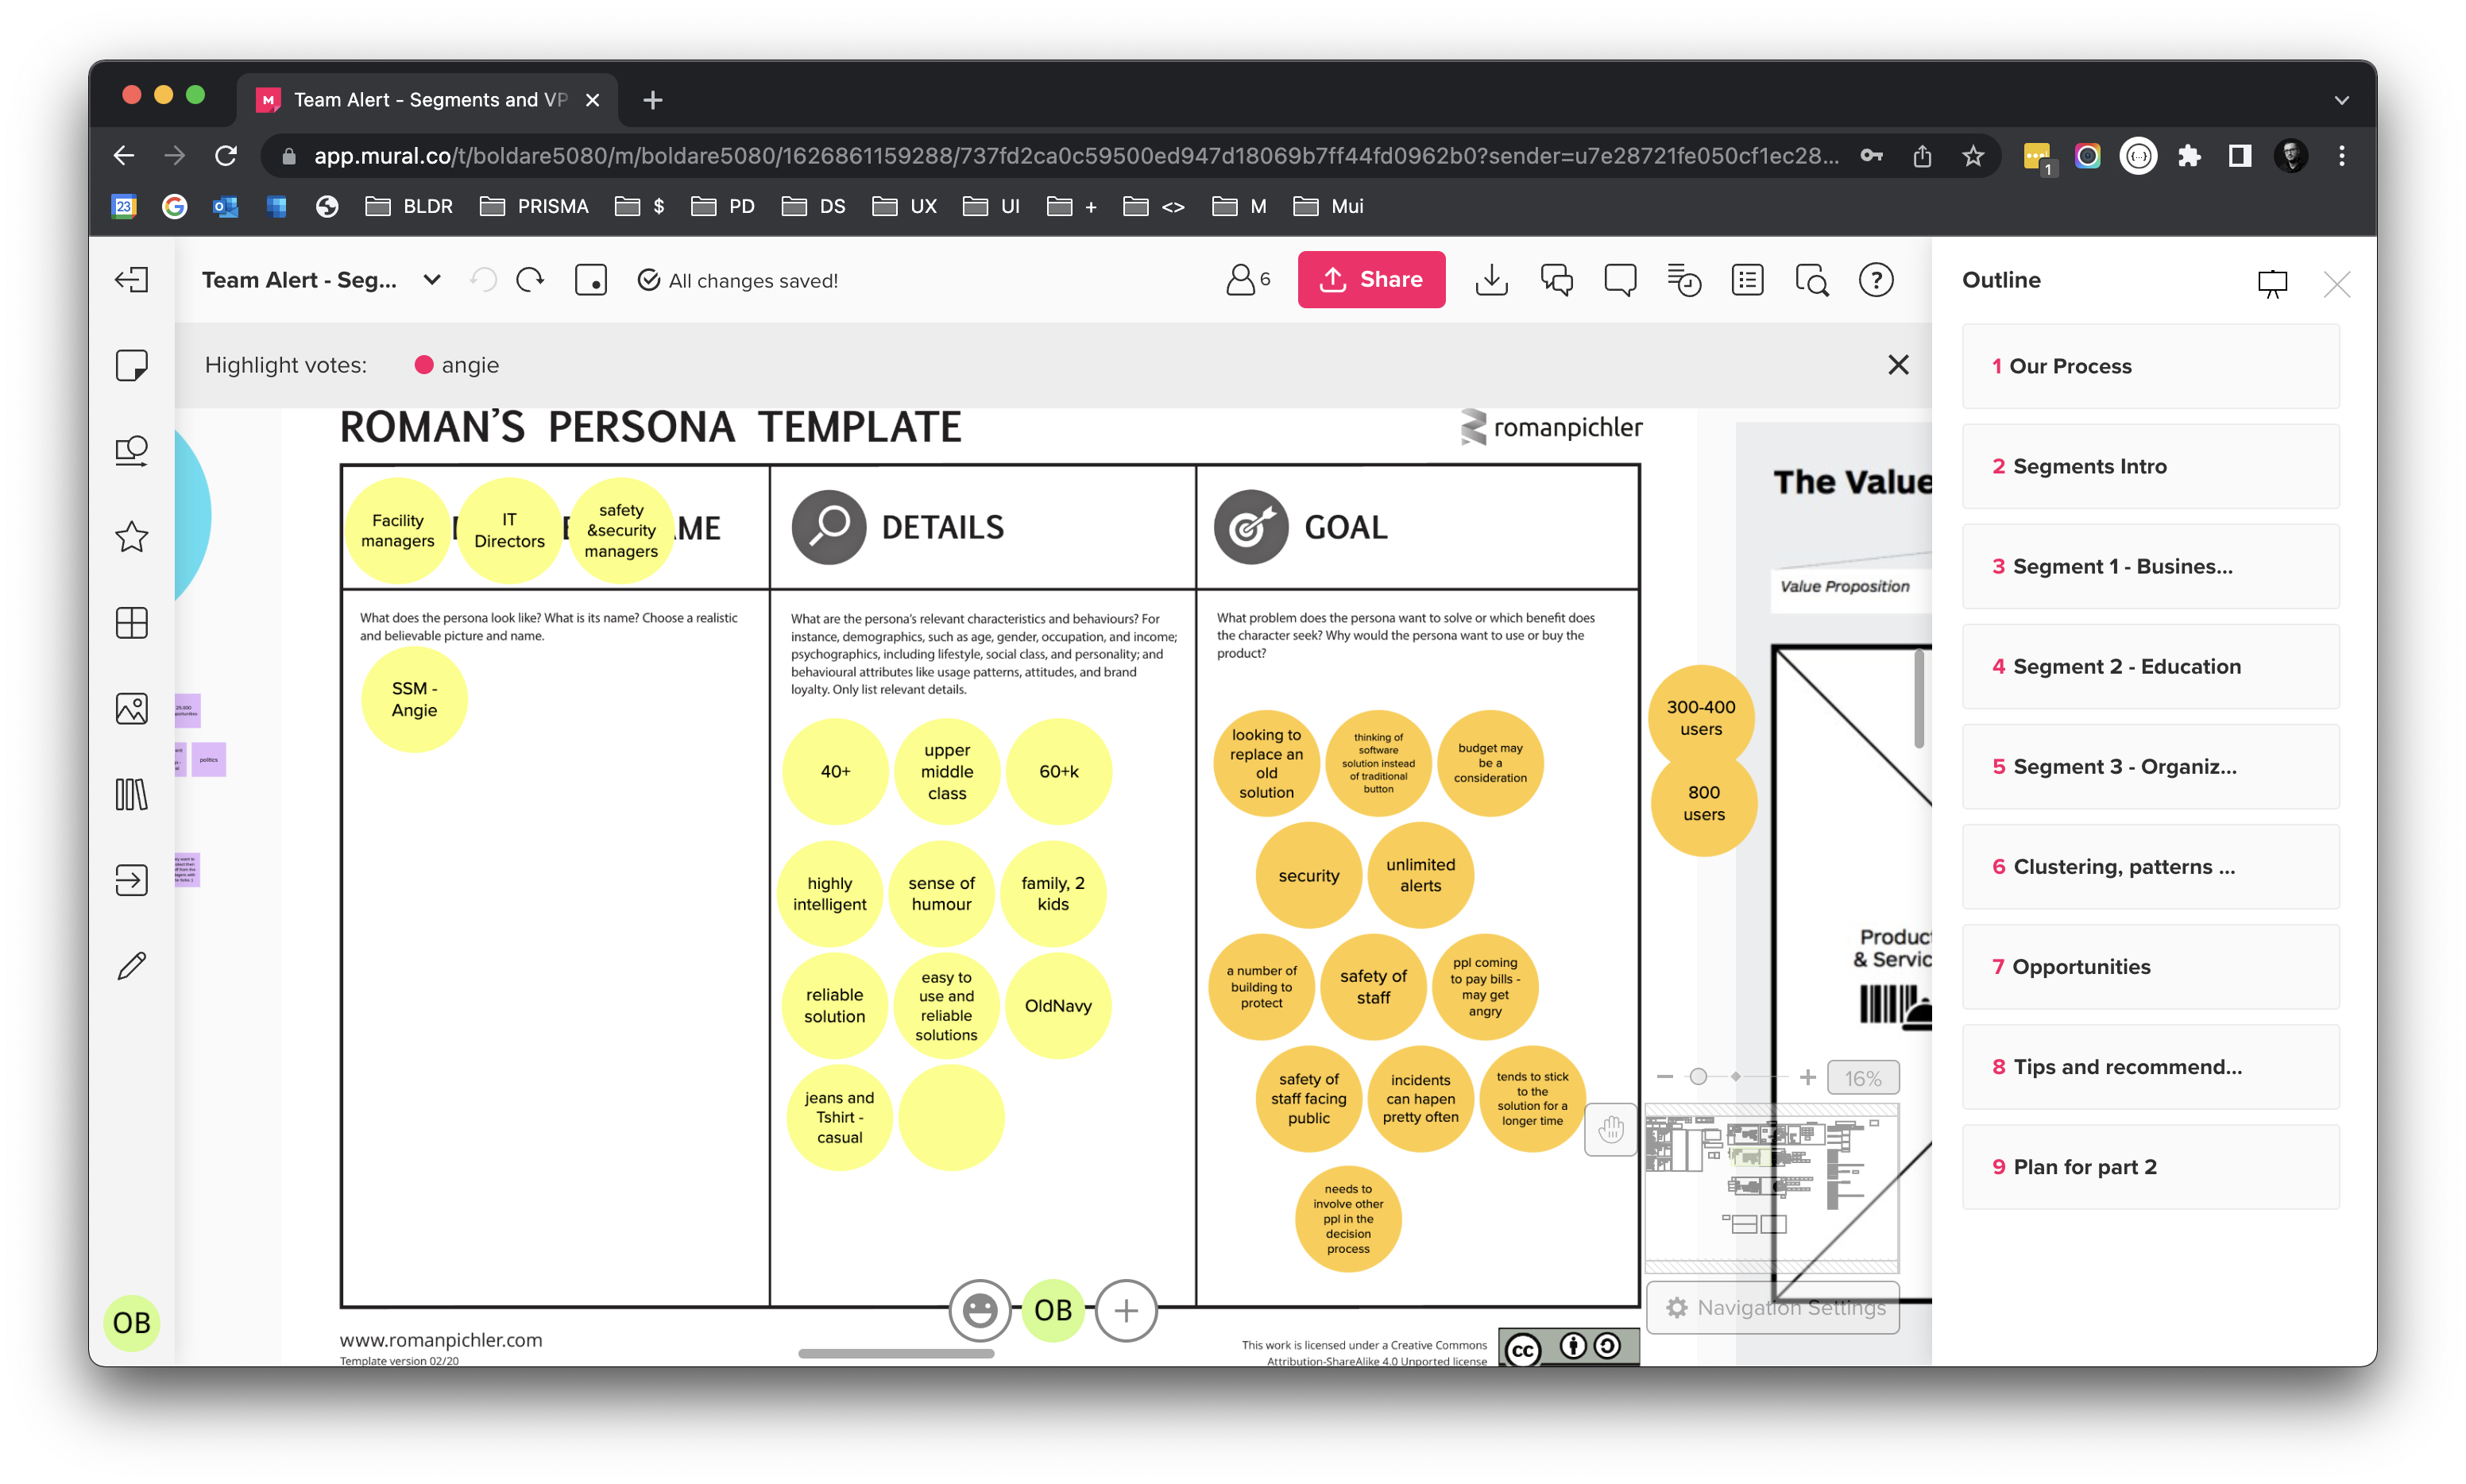 Team Alert - Segments and VP
app.mural.co/t/boldare5080/m/boldare5080/1626861159288/737fd2ca0c59500ed947d18069b7ff44fd0962b0?sender=u7e28721fe050cf1ec28...
1
23
BLDR
PRISMA
$
PD
DS
UX
UI
+
<>
M
Mui
Team Alert - Seg...
All changes saved!
6
Share
Outline
Highlight votes:
angie
1 Our Process
2 Segments Intro
3 Segment 1 - Busines...
4 Segment 2 - Education
5 Segment 3 - Organiz...
6 Clustering, patterns ...
7 Opportunities
8 Tips and recommend...
9 Plan for part 2
ROMAN'S PERSONA TEMPLATE
romanpichler
Facility
managers
IT
Directors
safety
&security
managers
ME
DETAILS
GOAL
What does the persona look like? What is its name? Choose a realistic
and believable picture and name.
SSM -
Angie
What are the persona's relevant characteristics and behaviours? For
instance, demographics, such as age, gender, occupation, and income;
psychographics, including lifestyle, social class, and personality; and
behavioural attributes like usage patterns, attitudes, and brand
loyalty. Only list relevant details.
40+
upper
middle
class
60+k
highly
intelligent
sense of
humour
family, 2
kids
reliable
solution
easy to
use and
reliable
solutions
OldNavy
jeans and
Tshirt -
casual
What problem does the persona want to solve or which benefit does
the character seek? Why would the persona want to use or buy the
product?
looking to
replace an
old
solution
thinking of
software
solution instead
of traditional
button
budget may
be a
consideration
security
unlimited
alerts
a number of
building to
protect
safety of
staff
ppl coming
to pay bills -
may get
angry
safety of
staff facing
public
incidents
can hapen
pretty often
tends to stick
to the
solution for a
longer time
needs to
involve other
ppl in the
decision
process
300-400
users
800
users
The Value
Value Proposition
Product
& Servic
politics
16%
Navigation Settings
OB
OB
www.romanpichler.com
Template version 02/20
This work is licensed under a Creative Commons
Attribution-ShareAlike 4.0 Unported license
cc